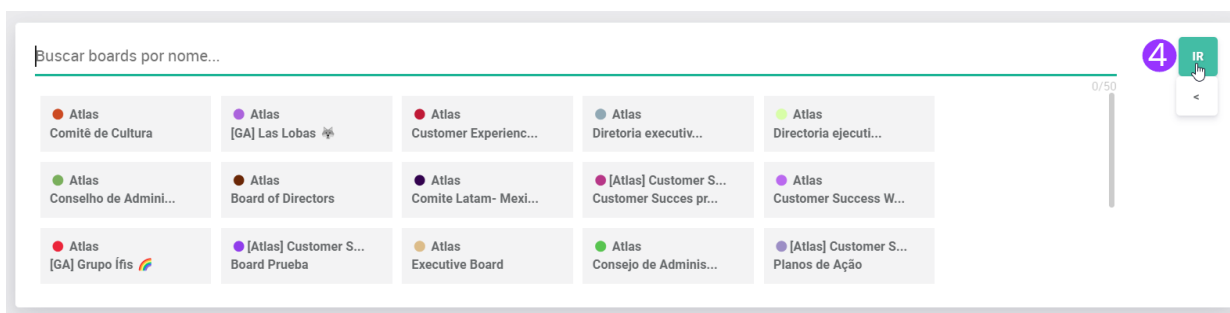 Buscar boards por nome...
4
IR
0/50
<
Atlas
Comitê de Cultura
Atlas
[GA] Las Lobas 🐺
Atlas
Customer Experienc...
Atlas
Diretoria executiv...
Atlas
Directoria ejecuti...
Atlas
Conselho de Admini...
Atlas
Board of Directors
Atlas
Comite Latam- Mexi...
[Atlas] Customer S...
Customer Succes pr...
Atlas
Customer Success W...
Atlas
[GA] Grupo Ífis 🌈
[Atlas] Customer S...
Board Prueba
Atlas
Executive Board
Atlas
Consejo de Adminis...
[Atlas] Customer S...
Planos de Ação